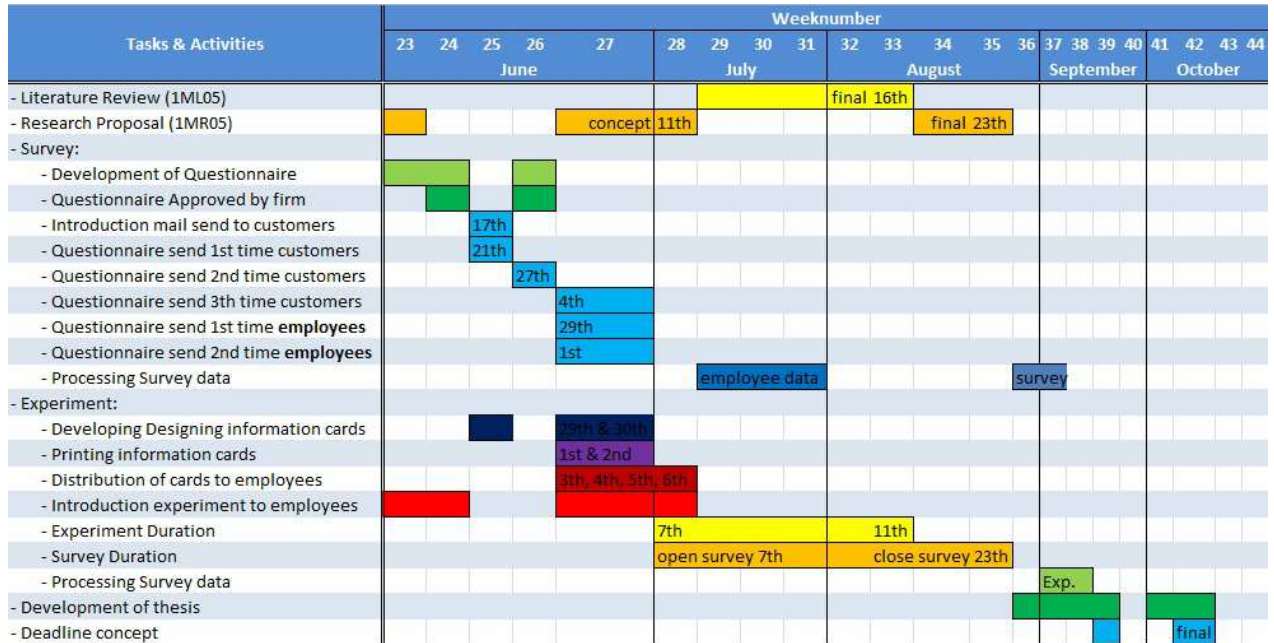 Weeknumber
Tasks & Activities 23 24 25 26 27 28 29 30 31 32 33 34 35 36 37 38 39 40 41 42 43 44
June July August September October
- Literature Review (1ML05) final 16th
- Research Proposal (1MR05) concept 11th final 23th
- Survey:
- Development of Questionnaire
- Questionnaire Approved by firm
- Introduction mail send to customers 17th
- Questionnaire send 1st time customers 21th
- Questionnaire send 2nd time customers 27th
- Questionnaire send 3th time customers 4th
- Questionnaire send 1st time employees 29th
- Questionnaire send 2nd time employees 1st
- Processing Survey data employee data survey
- Experiment:
- Developing Designing information cards 29th & 30th
- Printing information cards 1st & 2nd
- Distribution of cards to employees 3th, 4th, 5th, 6th
- Introduction experiment to employees
- Experiment Duration 7th 11th
- Survey Duration open survey 7th close survey 23th
- Processing Survey data Exp.
- Development of thesis
- Deadline concept final